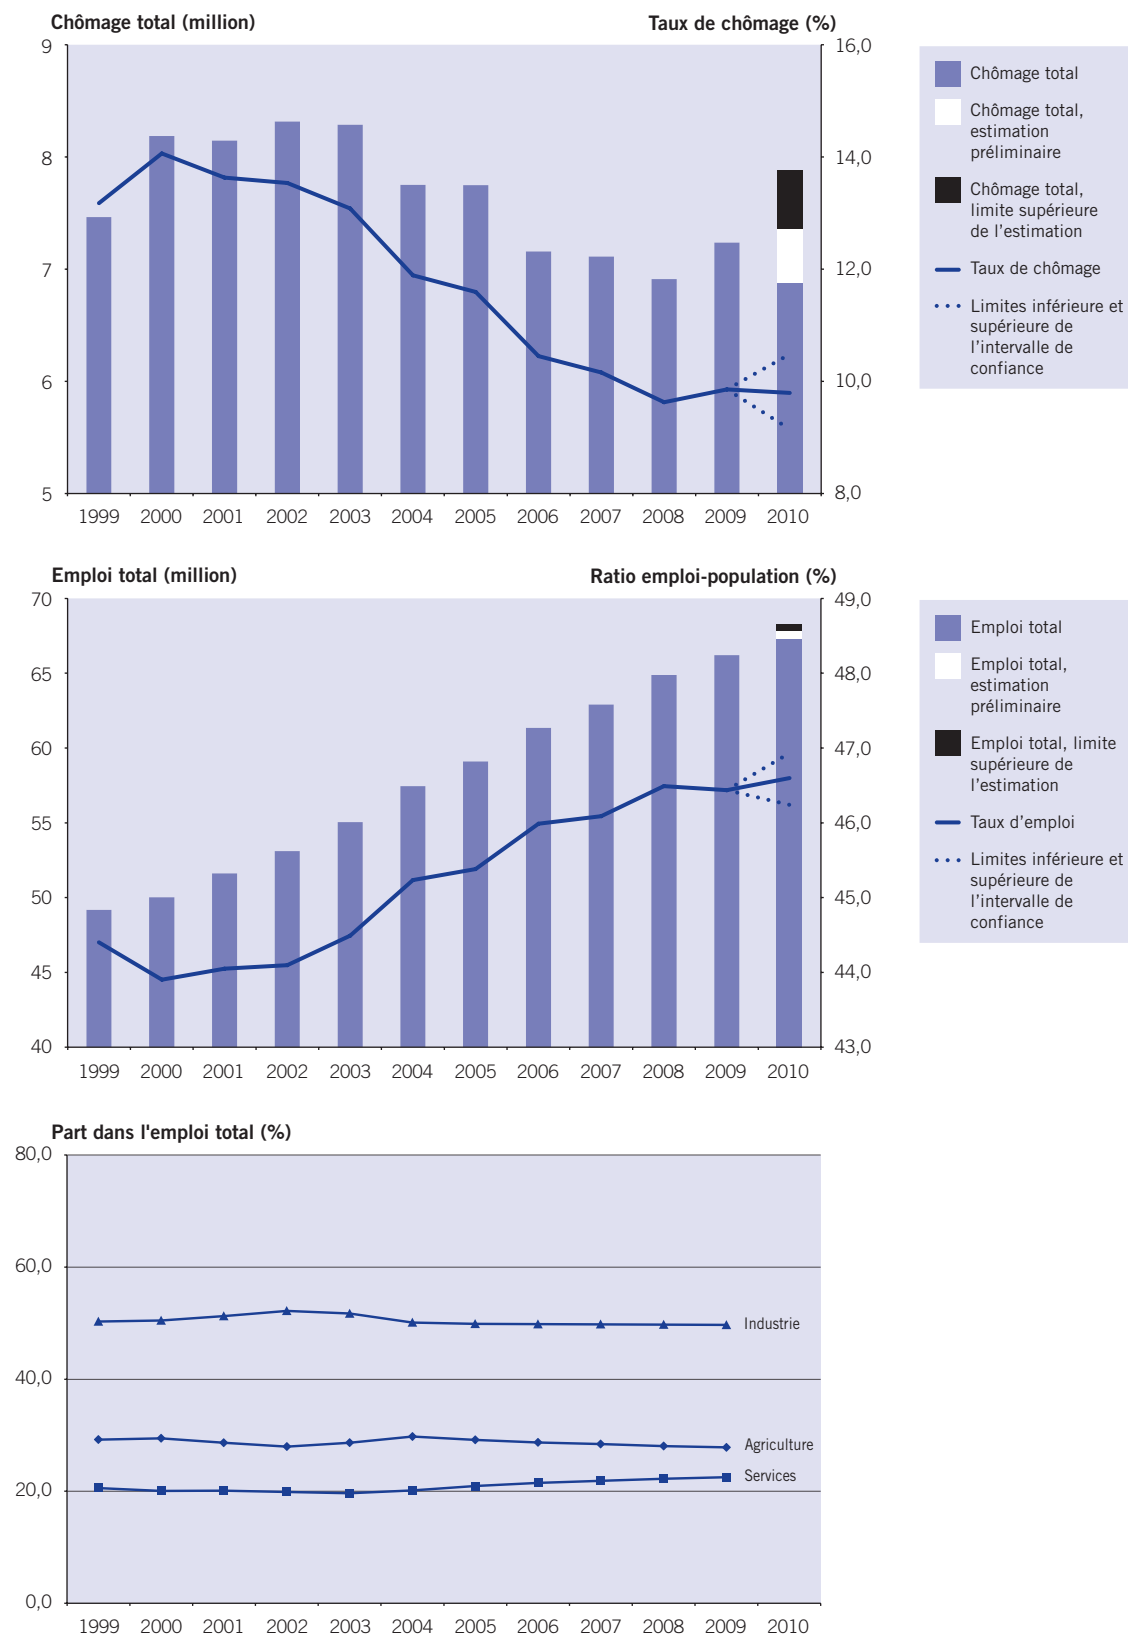 Chômage total (million)
Taux de chômage (%)
9
8
7
6
5
16,0
14,0
12,0
10,0
8,0
1999 2000 2001 2002 2003 2004 2005 2006 2007 2008 2009 2010
Chômage total
Chômage total,
estimation
préliminaire
Chômage total,
limite supérieure
de l'estimation
Taux de chômage
Limites inférieure et
supérieure de
l'intervalle de
confiance
Emploi total (million)
Ratio emploi-population (%)
70
65
60
55
50
45
40
49,0
48,0
47,0
46,0
45,0
44,0
43,0
1999 2000 2001 2002 2003 2004 2005 2006 2007 2008 2009 2010
Emploi total
Emploi total,
estimation
préliminaire
Emploi total, limite
supérieure de
l'estimation
Taux d'emploi
Limites inférieure et
supérieure de
l'intervalle de
confiance
Part dans l'emploi total (%)
80,0
60,0
40,0
20,0
0,0
Industrie
Agriculture
Services
1999 2000 2001 2002 2003 2004 2005 2006 2007 2008 2009 2010